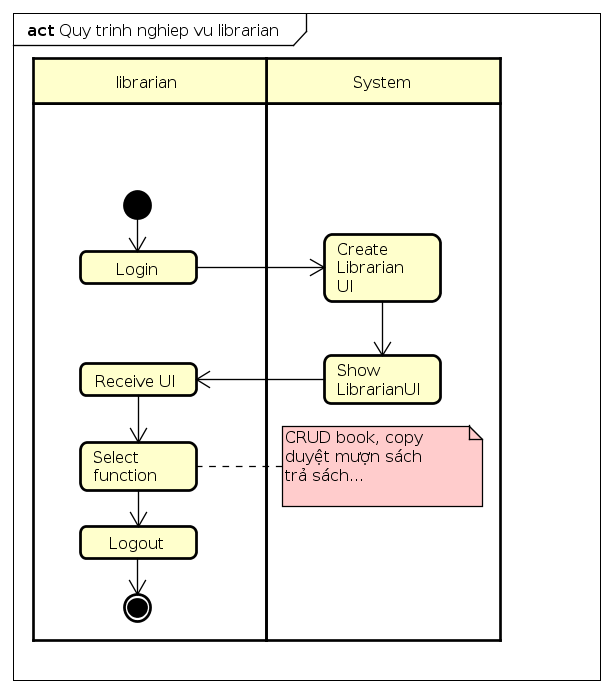 act Quy trinh nghiep vu librarian
librarian
System
Login
Create
Librarian
UI
Receive UI
Show
LibrarianUI
Select
function
CRUD book, copy
duyệt mượn sách
trả sách...
Logout